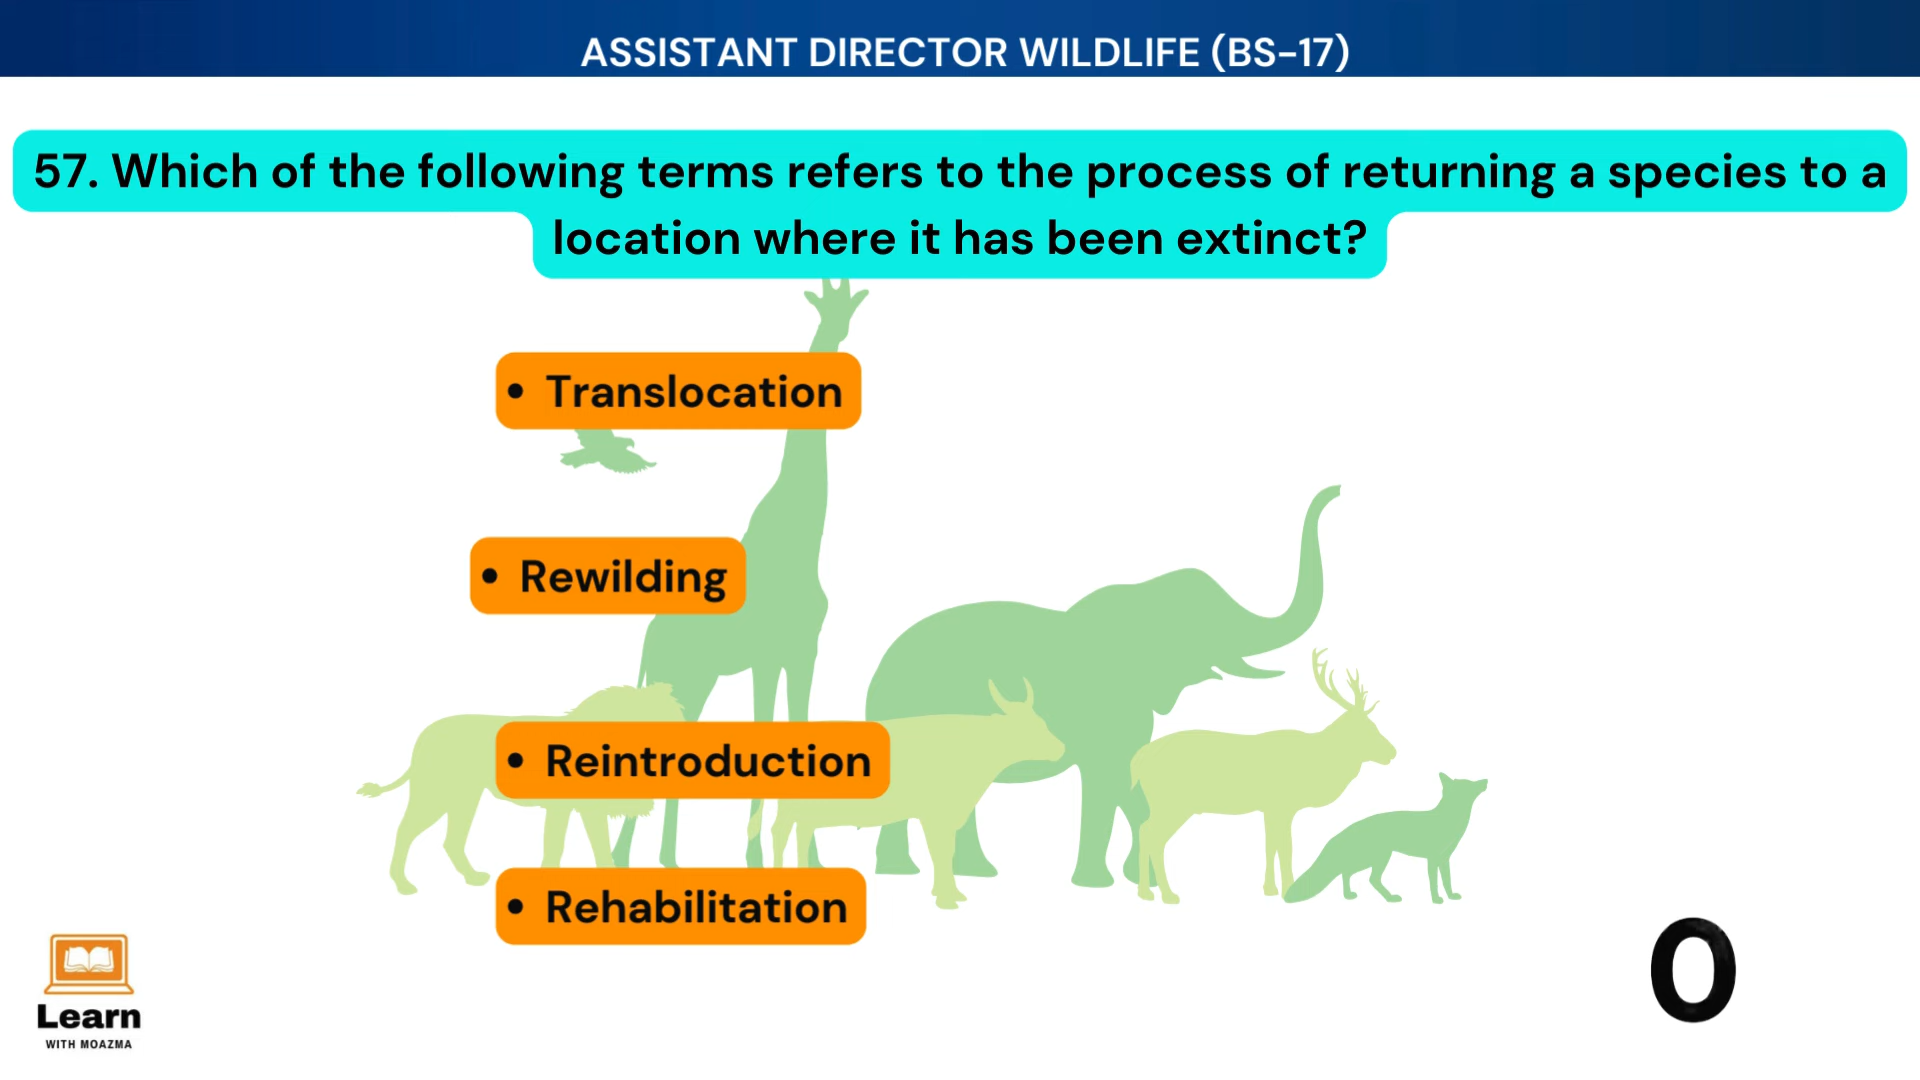 ASSISTANT DIRECTOR WILDLIFE (BS-17)
57. Which of the following terms refers to the process of returning a species to a
location where it has been extinct?
• Translocation
• Rewilding
• Reintroduction
• Rehabilitation
Learn
WITH MOAZMA
0